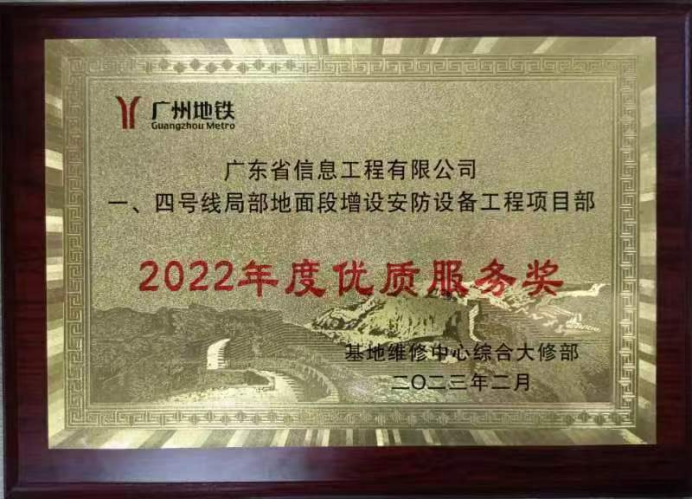 广州地铁
Guangzhou Metro
广东省信息工程有限公司
一、四号线局部地面段增设安防设备工程项目部
2022年度优质服务奖
基地维修中心综合大修部
二〇二三年二月